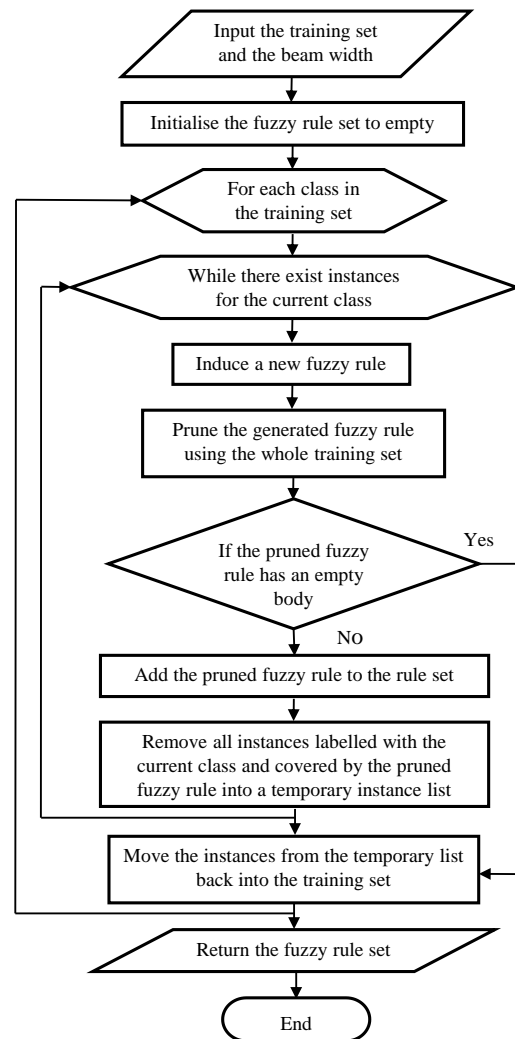 Input the training set
and the beam width
Initialise the fuzzy rule set to empty
For each class in
the training set
While there exist instances
for the current class
Induce a new fuzzy rule
Prune the generated fuzzy rule
using the whole training set
If the pruned fuzzy
rule has an empty
body
Yes
No
Add the pruned fuzzy rule to the rule set
Remove all instances labelled with the
current class and covered by the pruned
fuzzy rule into a temporary instance list
Move the instances from the temporary list
back into the training set
Return the fuzzy rule set
End